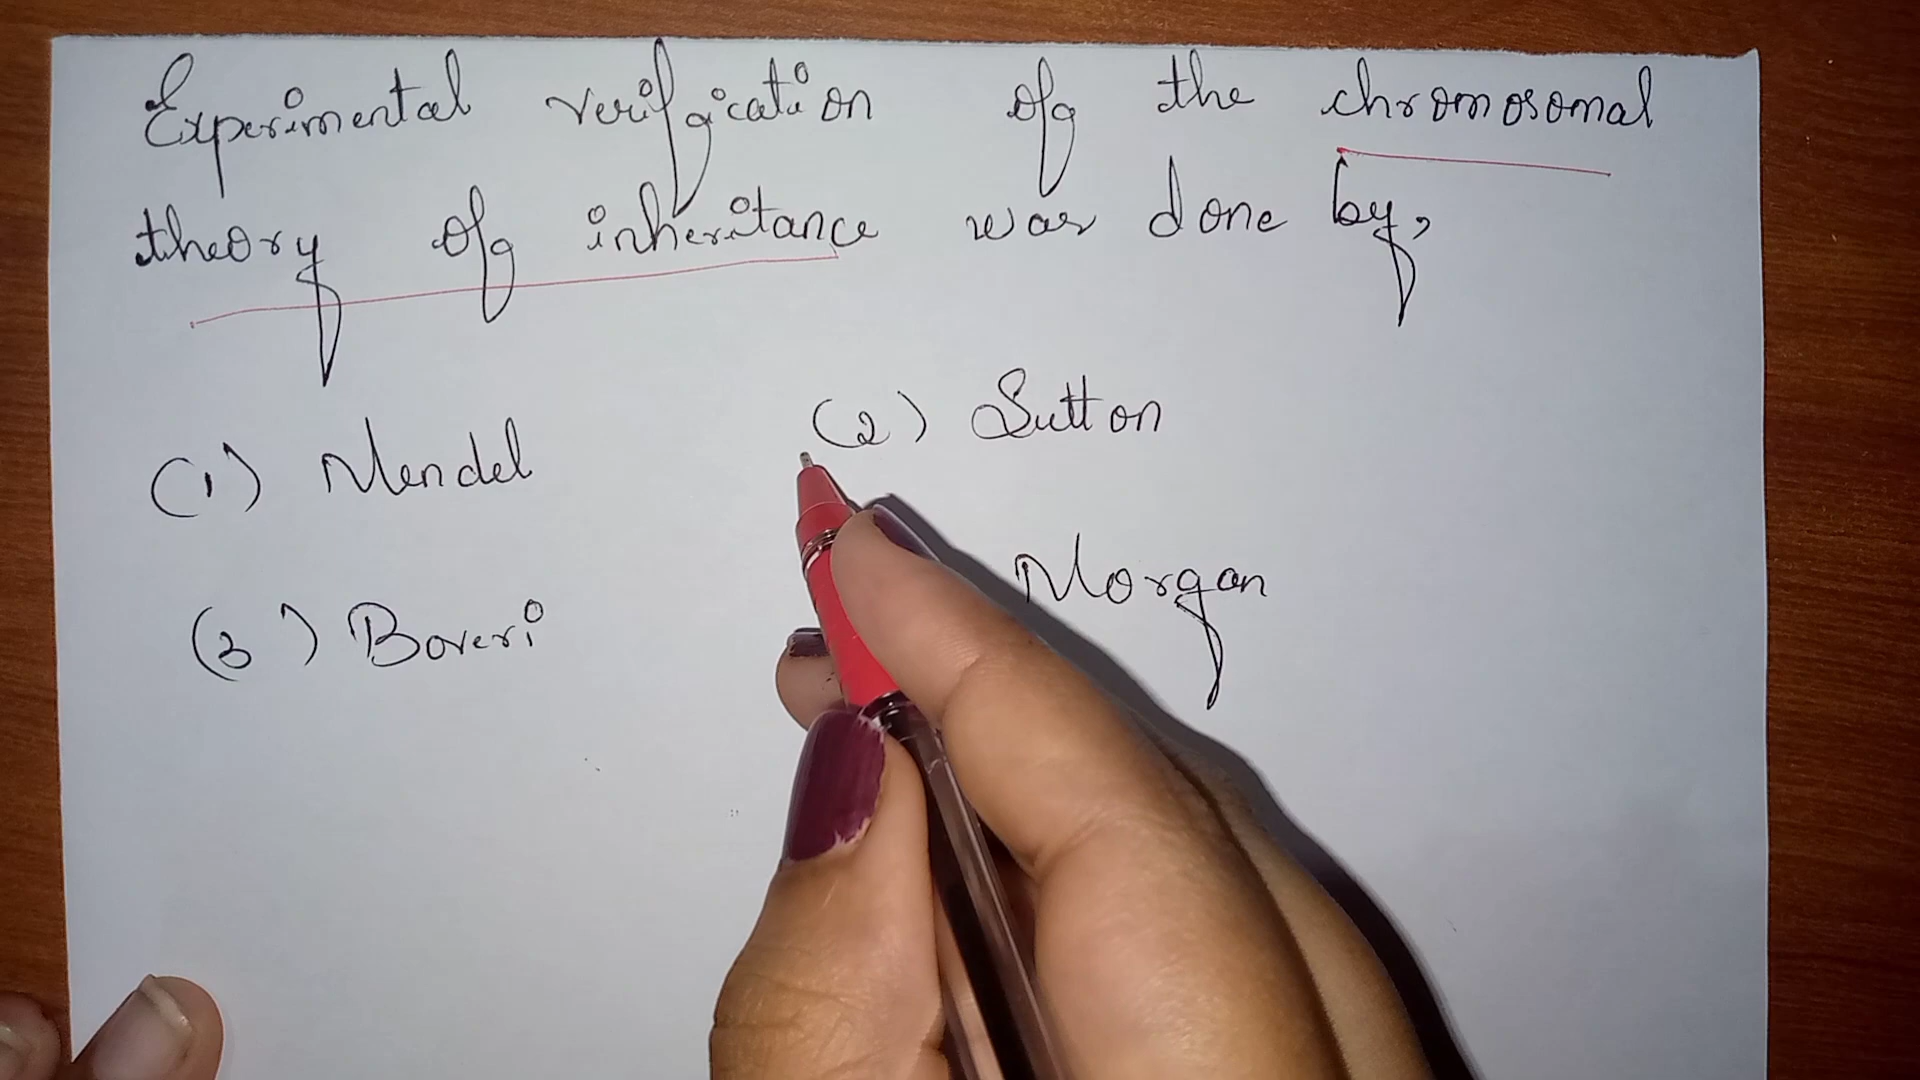 Experimental verification of the chromosomal
theory of inheritance was done by,
(1) Mendel (2) Sutton
(3) Boveri Morgan